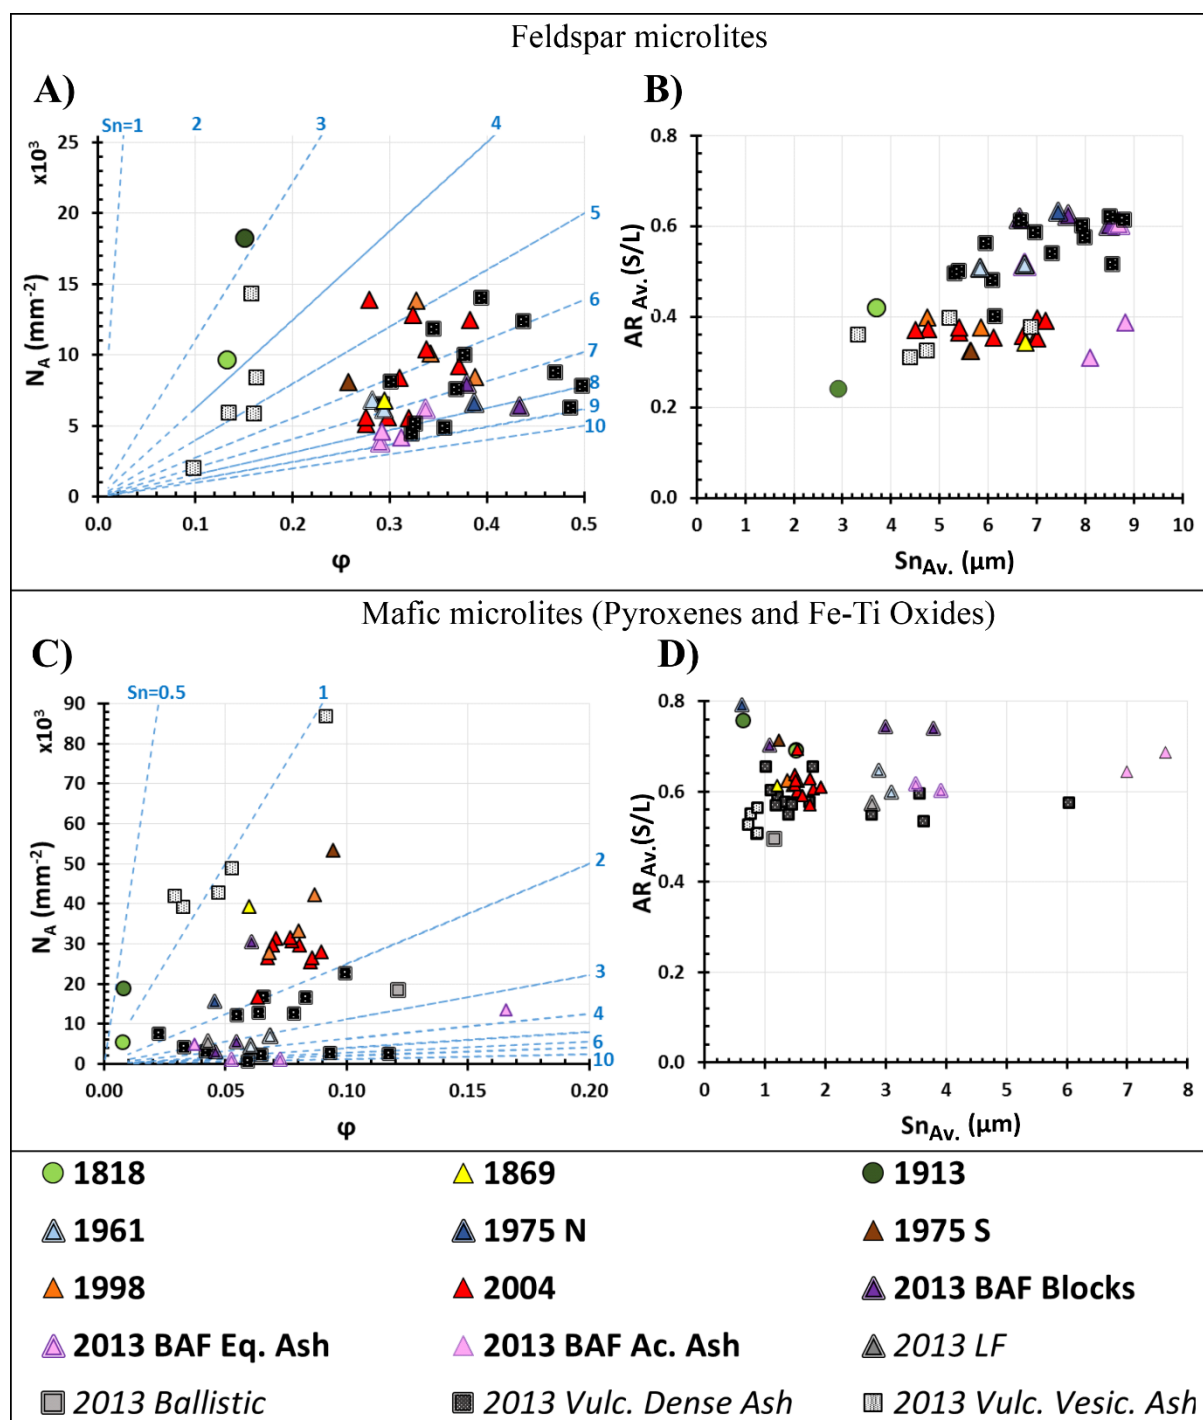 Feldspar microlites
A)
B)
Sn=1 2 3 4
5
6
7
8
9
10
x10³
25
20
15
10
5
0
N_A (mm⁻²)
0.0 0.1 0.2 0.3 0.4 0.5
φ
0.8
0.6
0.4
0.2
0.0
AR Av.(S/L)
0 1 2 3 4 5 6 7 8 9 10
SnAv. (μm)
Mafic microlites (Pyroxenes and Fe-Ti Oxides)
C)
D)
Sn=0.5 1
2
3
4
6
10
x10³
90
80
70
60
50
40
30
20
10
0
N_A (mm⁻²)
0.00 0.05 0.10 0.15 0.20
φ
0.8
0.6
0.4
0.2
0.0
AR Av.(S/L)
0 1 2 3 4 5 6 7 8
SnAv. (μm)
1818 1869 1913
1961 1975 N 1975 S
1998 2004 2013 BAF Blocks
2013 BAF Eq. Ash 2013 BAF Ac. Ash 2013 LF
2013 Ballistic 2013 Vulc. Dense Ash 2013 Vulc. Vesic. Ash